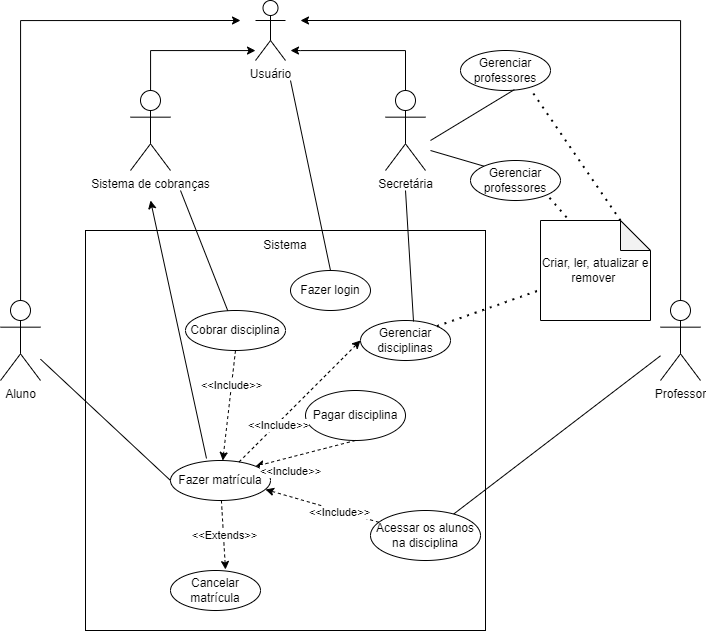 Usuário
Gerenciar
professores
Sistema de cobranças
Secretária
Gerenciar
professores
Sistema
Criar, ler, atualizar e
remover
Fazer login
Cobrar disciplina
Gerenciar
disciplinas
Aluno
<<Include>>
Professor
Pagar disciplina
<<Include>>
<<Include>>
Fazer matrícula
<<Include>>
Acessar os alunos
na disciplina
<<Extends>>
Cancelar
matrícula